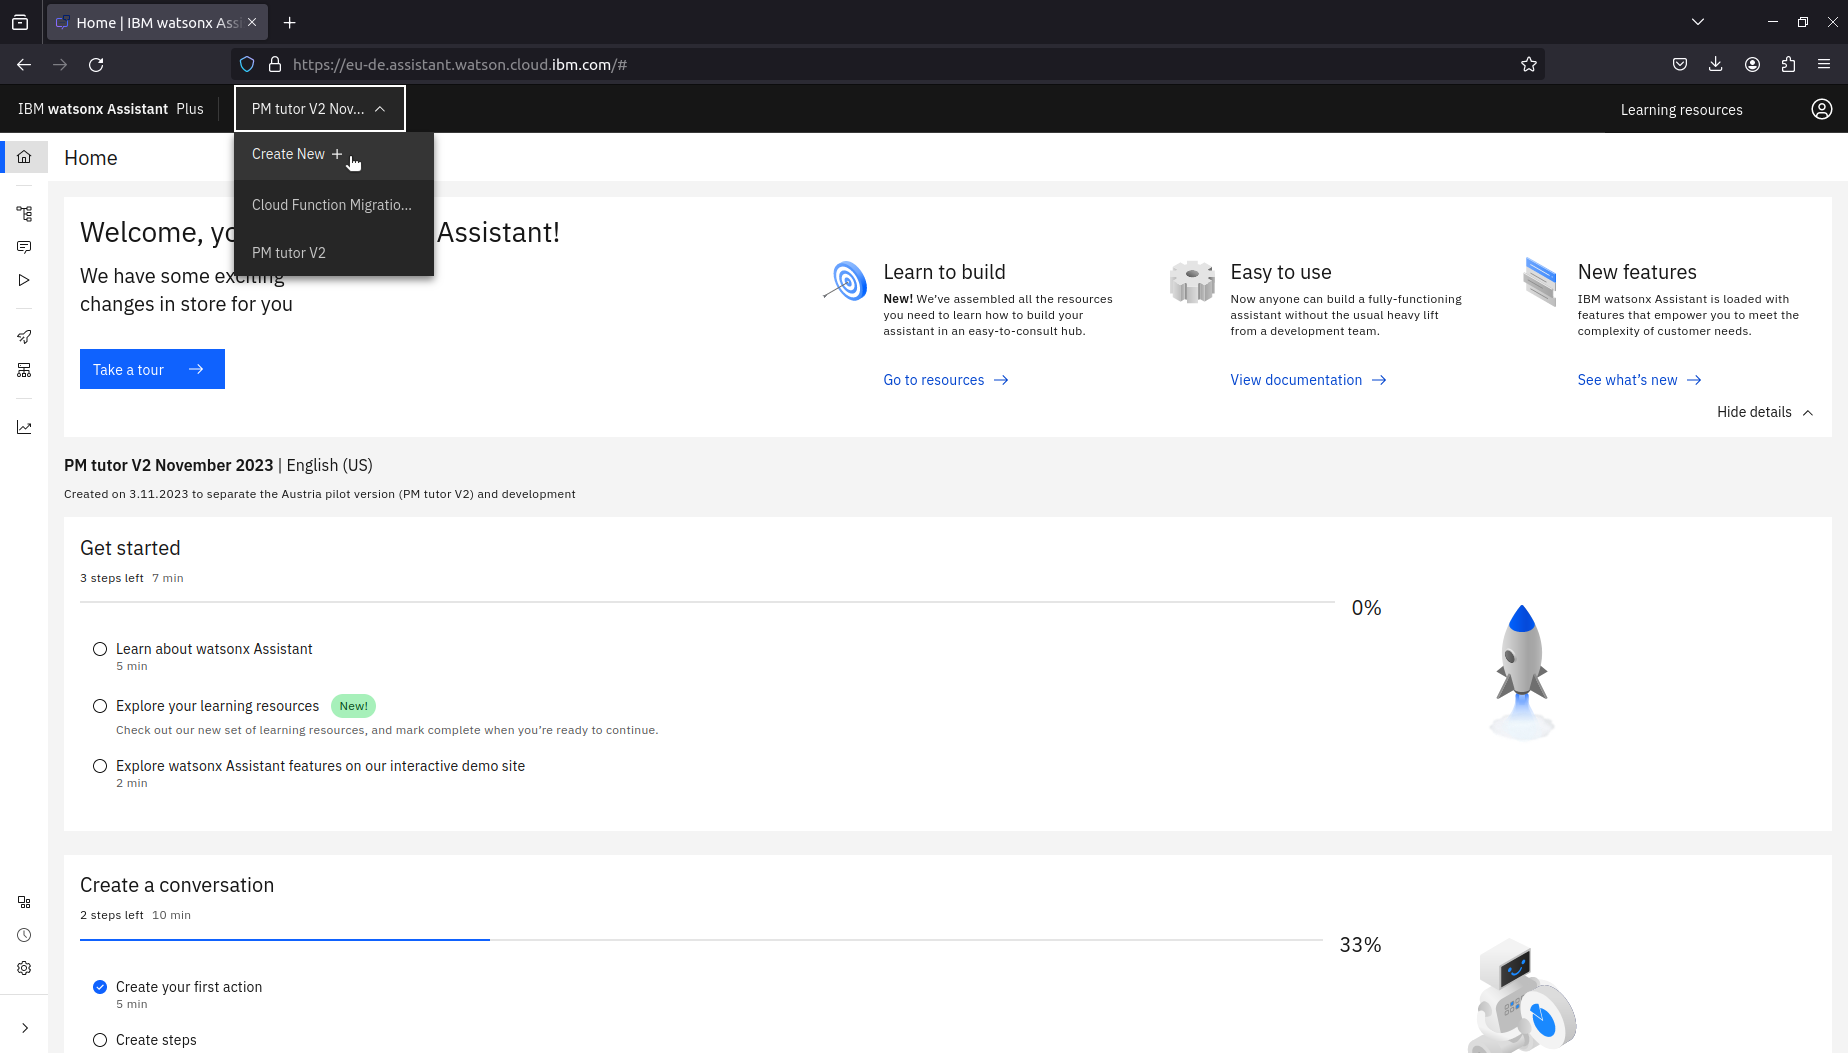 Home | IBM watsonx Assi
https://eu-de.assistant.watson.cloud.ibm.com/#
IBM watsonx Assistant Plus
PM tutor V2 Nov...
Learning resources
Create New +
Cloud Function Migratio...
PM tutor V2
Home
Welcome, yo Assistant!
We have some exciting
changes in store for you
Take a tour
Learn to build
New! We've assembled all the resources
you need to learn how to build your
assistant in an easy-to-consult hub.
Go to resources
Easy to use
Now anyone can build a fully-functioning
assistant without the usual heavy lift
from a development team.
View documentation
New features
IBM watsonx Assistant is loaded with
features that empower you to meet the
complexity of customer needs.
See what's new
Hide details
PM tutor V2 November 2023 | English (US)
Created on 3.11.2023 to separate the Austria pilot version (PM tutor V2) and development
Get started
3 steps left 7 min
0%
Learn about watsonx Assistant
5 min
Explore your learning resources New!
Check out our new set of learning resources, and mark complete when you're ready to continue.
Explore watsonx Assistant features on our interactive demo site
2 min
Create a conversation
2 steps left 10 min
33%
Create your first action
5 min
Create steps